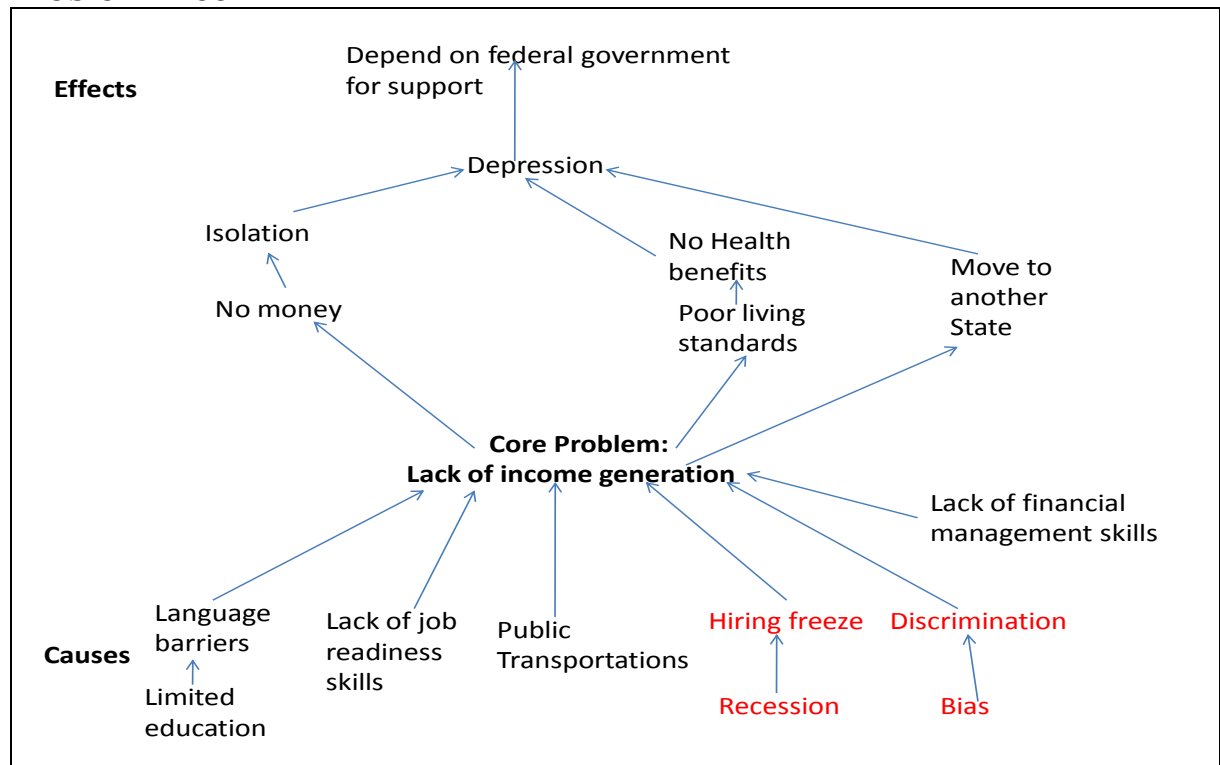 Depend on federal government
for support
Effects
Depression
Isolation
No Health
benefits
Move to
another
State
No money
Poor living
standards
Core Problem:
Lack of income generation
Lack of financial
management skills
Language
barriers
Lack of job
readiness
skills
Public
Transportations
Hiring freeze
Discrimination
Causes
Limited
education
Recession
Bias